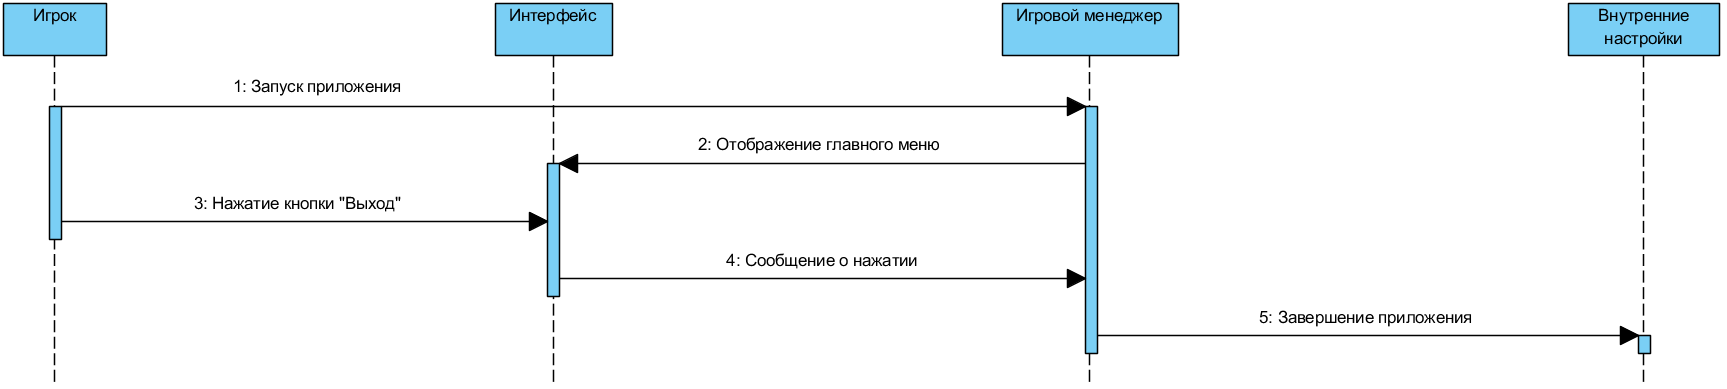 Игрок
Интерфейс
Игровой менеджер
Внутренние
настройки
1: Запуск приложения
2: Отображение главного меню
3: Нажатие кнопки "Выход"
4: Сообщение о нажатии
5: Завершение приложения